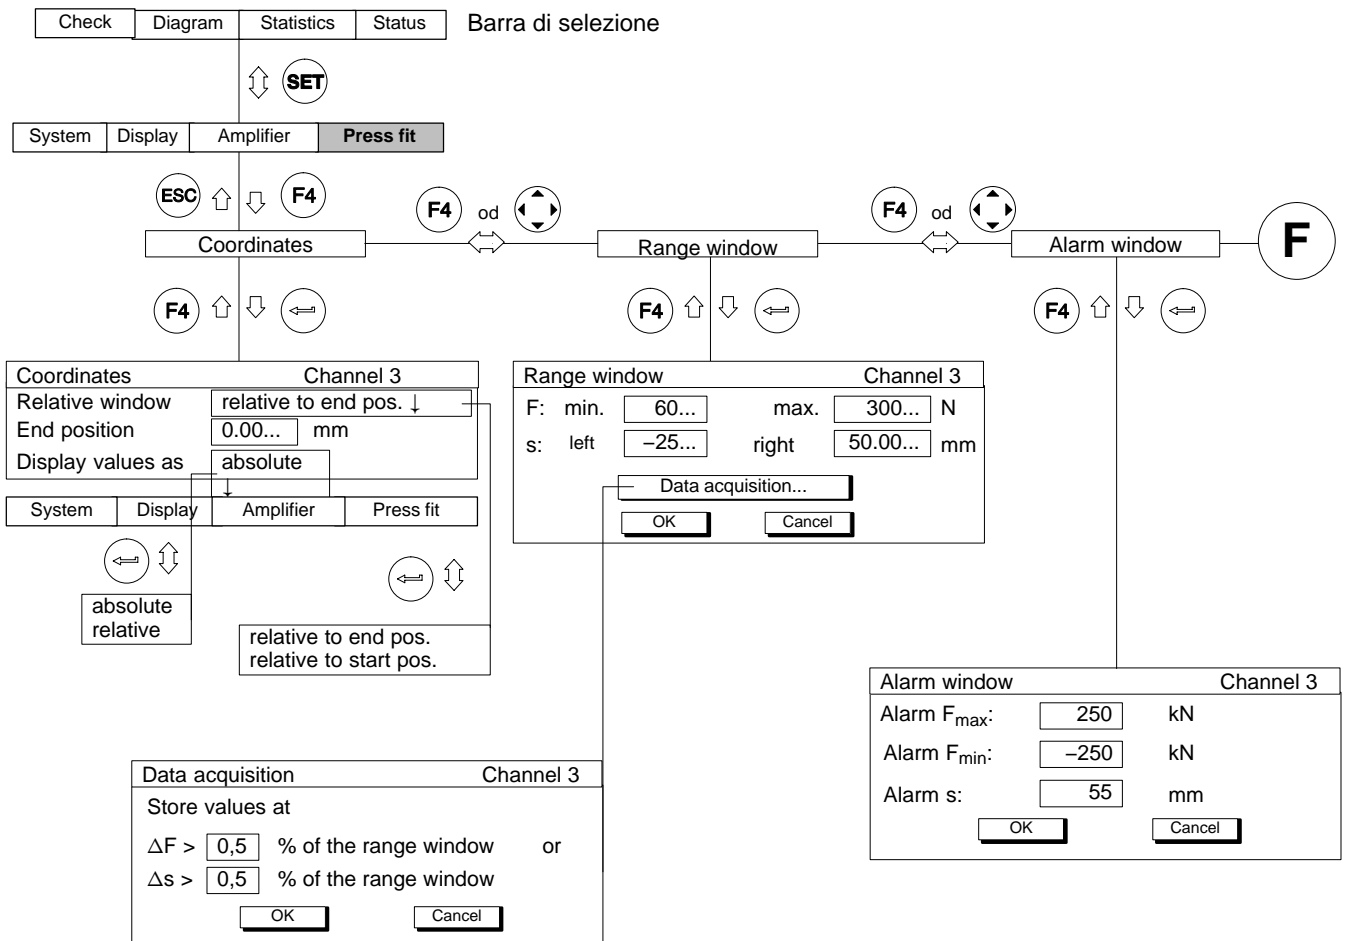 Check Diagram Statistics Status Barra di selezione
SET
System Display Amplifier Press fit
ESC F4
F4 od F4 od
Coordinates Range window Alarm window F
F4 F4 F4
Coordinates Channel 3
Relative window relative to end pos. ↓
End position 0.00... mm
Display values as absolute ↓
System Display Amplifier Press fit
absolute
relative
relative to end pos.
relative to start pos.
Range window Channel 3
F: min. 60... max. 300... N
s: left −25... right 50.00... mm
Data acquisition...
OK Cancel
Alarm window Channel 3
Alarm Fmax: 250 kN
Alarm Fmin: −250 kN
Alarm s: 55 mm
OK Cancel
Data acquisition Channel 3
Store values at
ΔF > 0,5 % of the range window or
Δs > 0,5 % of the range window
OK Cancel